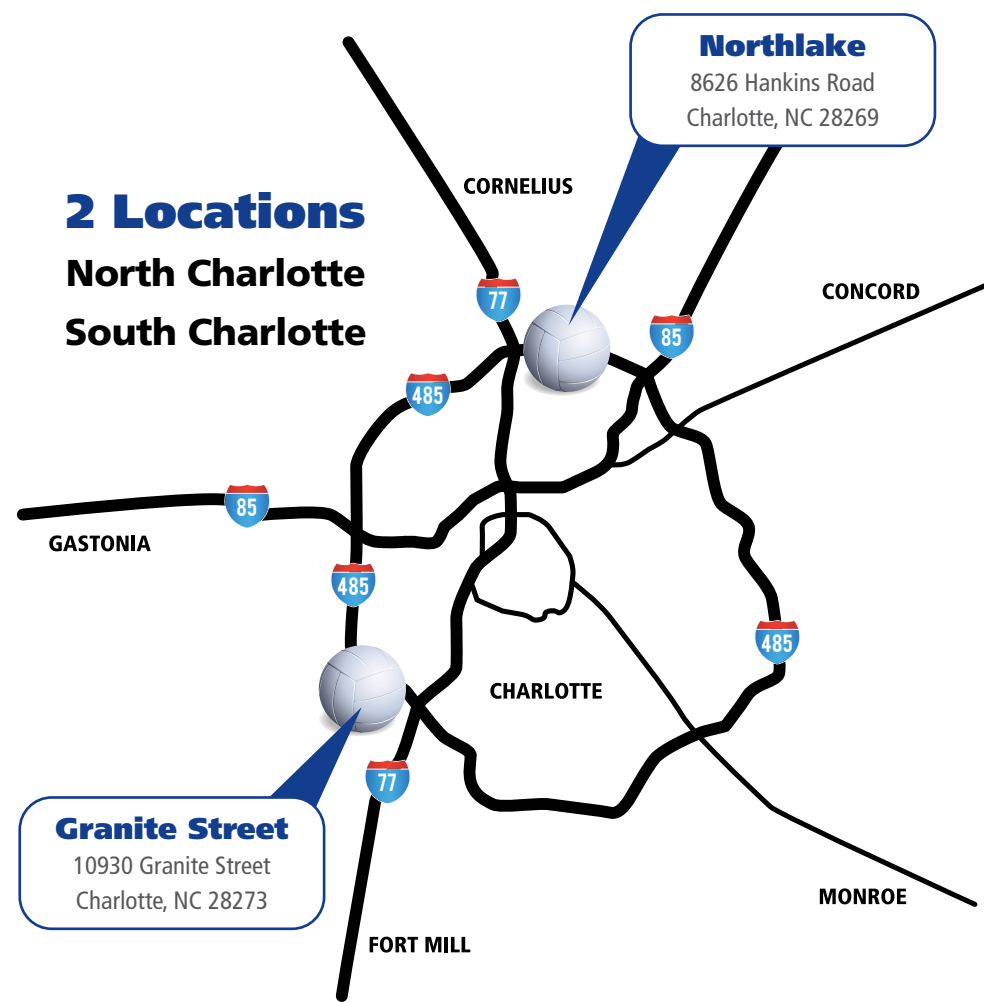 Northlake
8626 Hankins Road
Charlotte, NC 28269
2 Locations
North Charlotte
South Charlotte
CORNELIUS
77
CONCORD
85
485
85
GASTONIA
485
485
CHARLOTTE
77
Granite Street
10930 Granite Street
Charlotte, NC 28273
MONROE
FORT MILL